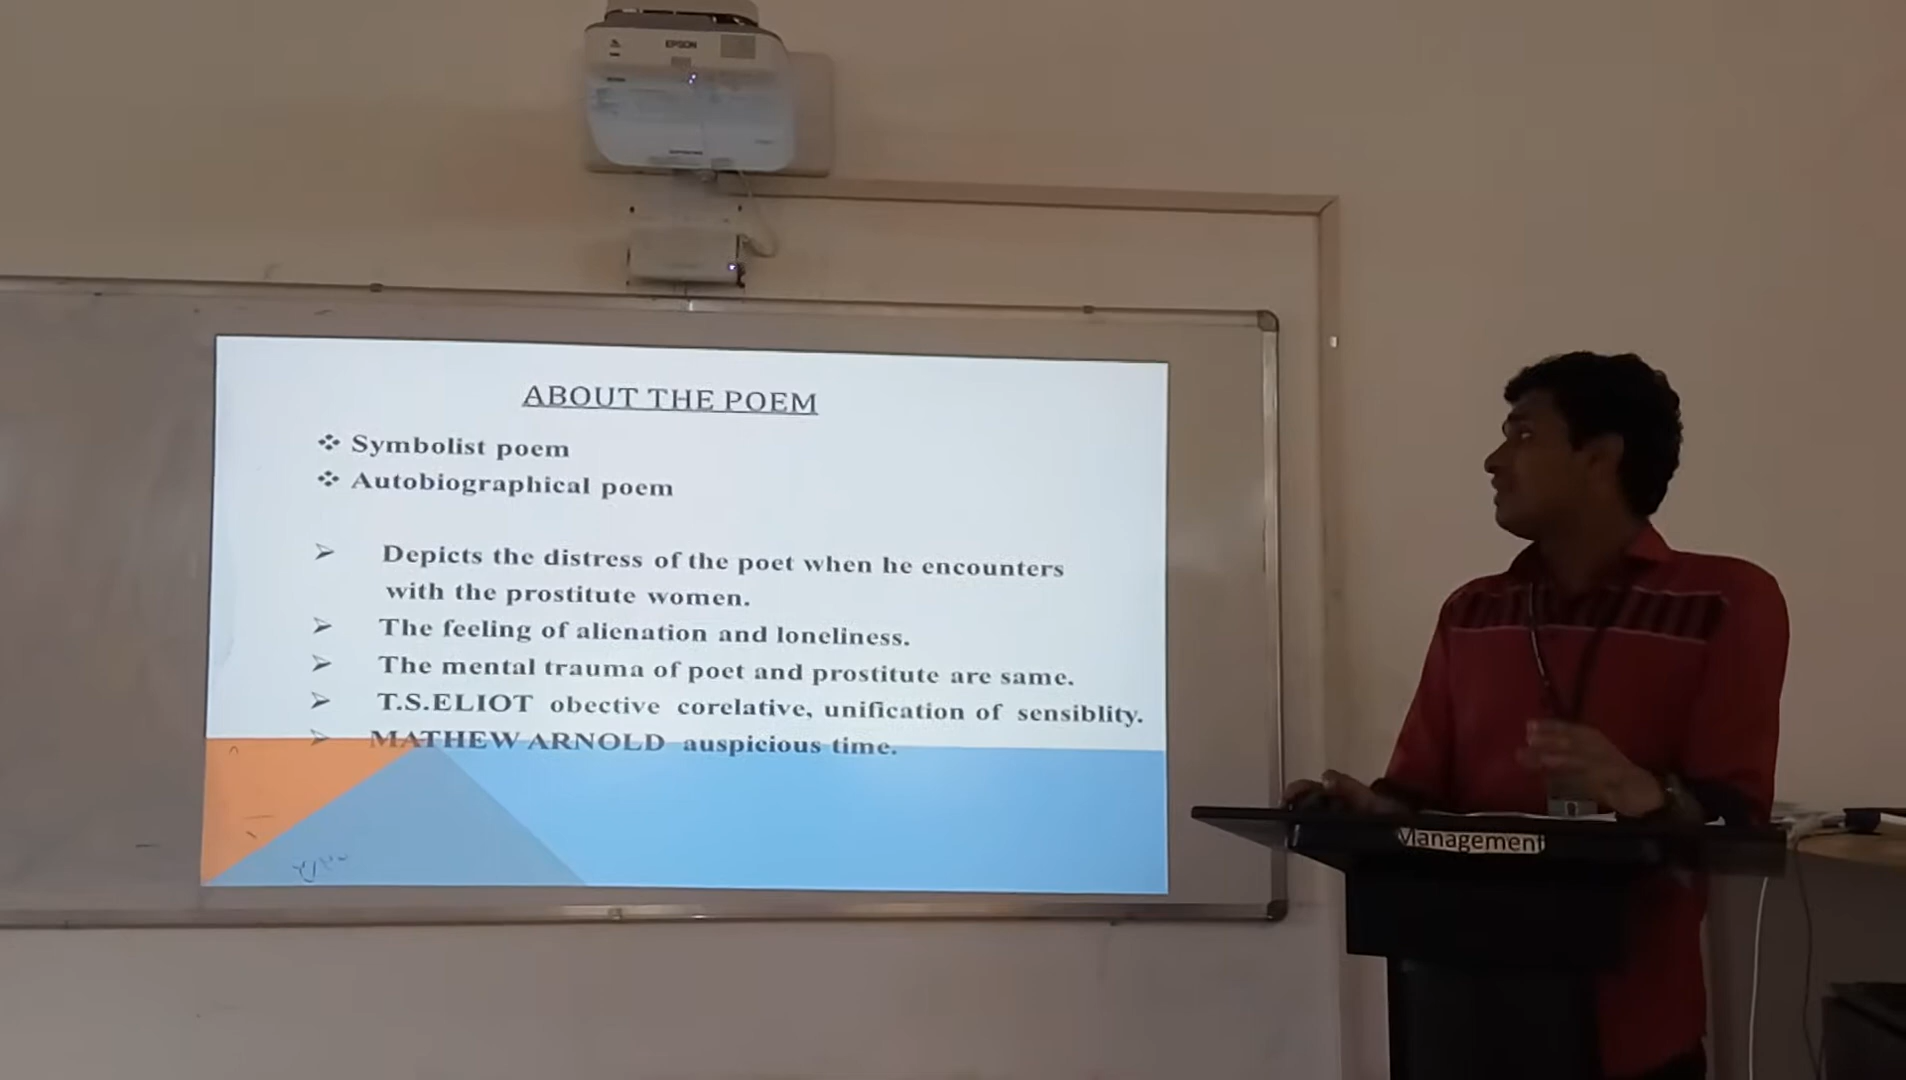 EPSON
ABOUT THE POEM
Symbolist poem
Autobiographical poem
Depicts the distress of the poet when he encounters
with the prostitute women.
The feeling of alienation and loneliness.
The mental trauma of poet and prostitute are same.
T.S.ELIOT obective corelative, unification of sensiblity.
MATHEW ARNOLD auspicious time.
Management